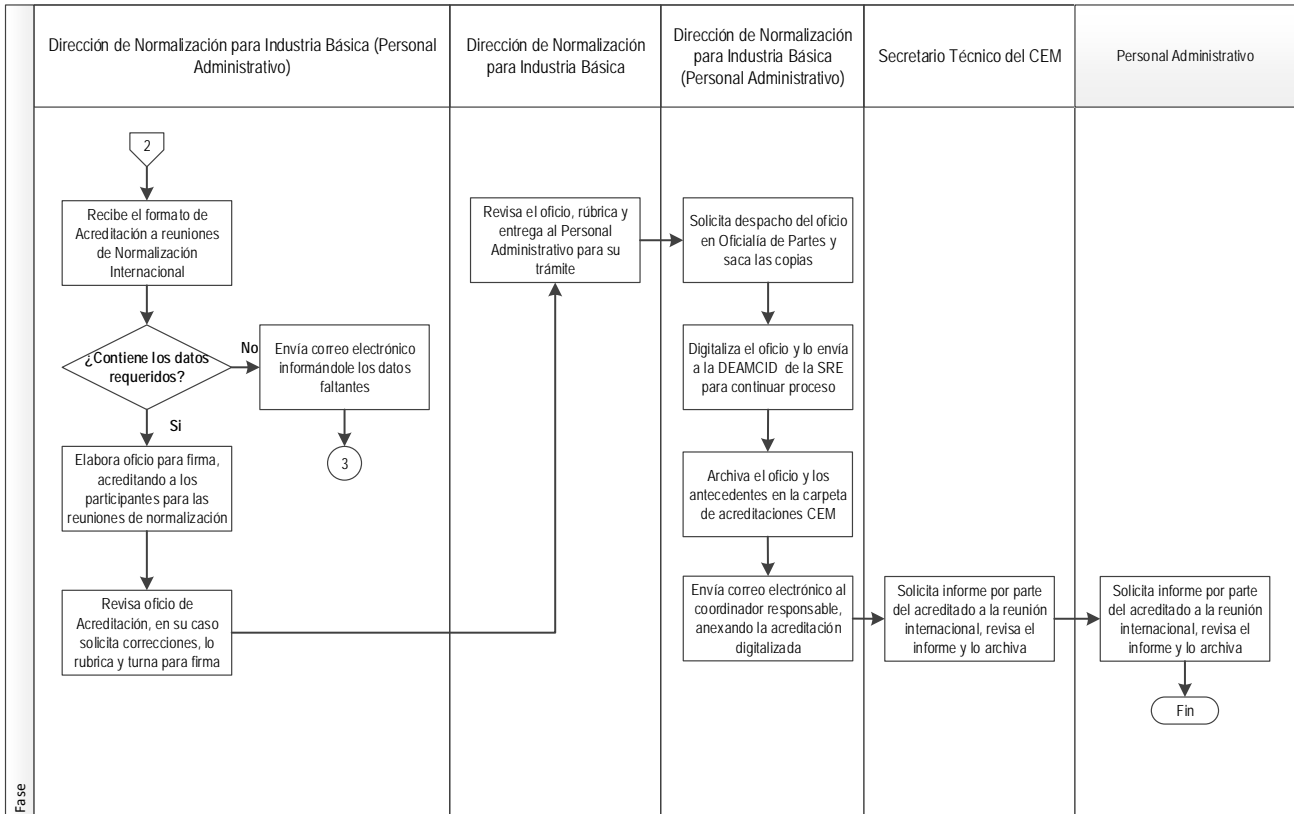 Dirección de Normalización para Industria Básica (Personal
Administrativo)
Dirección de Normalización
para Industria Básica
Dirección de Normalización
para Industria Básica
(Personal Administrativo)
Secretario Técnico del CEM
Personal Administrativo
2
Recibe el formato de
Acreditación a reuniones
de Normalización
Internacional
¿Contiene los datos
requeridos?
No
Envía correo electrónico
informándole los datos
faltantes
3
Si
Elabora oficio para firma,
acreditando a los
participantes para las
reuniones de normalización
Revisa oficio de
Acreditación, en su caso
solicita correcciones, lo
rubrica y turna para firma
Revisa el oficio, rúbrica y
entrega al Personal
Administrativo para su
trámite
Solicita despacho del oficio
en Oficialía de Partes y
saca las copias
Digitaliza el oficio y lo envía
a la DEAMCID de la SRE
para continuar proceso
Archiva el oficio y los
antecedentes en la carpeta
de acreditaciones CEM
Envía correo electrónico al
coordinador responsable,
anexando la acreditación
digitalizada
Solicita informe por parte
del acreditado a la reunión
internacional, revisa el
informe y lo archiva
Solicita informe por parte
del acreditado a la reunión
internacional, revisa el
informe y lo archiva
Fin
Fase